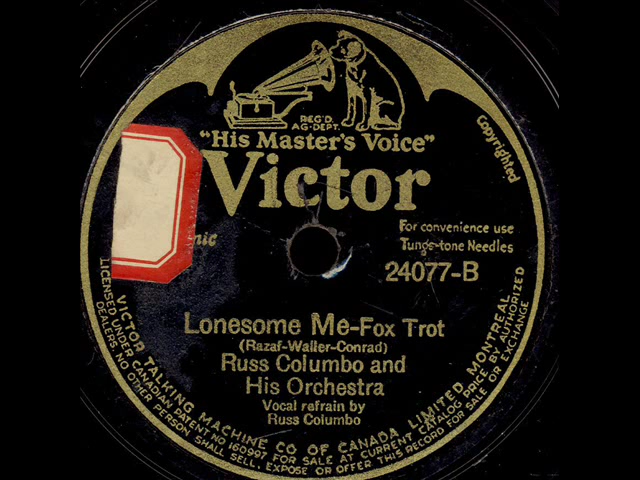 REG'D.
AG-DEPT.
"His Master's Voice"
Victor
Copyrighted
For convenience use
Tungs-tone Needles
24077-B
Lonesome Me-Fox Trot
(Razaf-Waller-Conrad)
Russ Columbo and
His Orchestra
Vocal refrain by
Russ Columbo
VICTOR TALKING MACHINE CO OF CANADA, LIMITED MONTREAL
LICENSED UNDER CANADIAN PATENT NO 160997 FOR SALE AT CURRENT CATALOG PRICE BY AUTHORIZED
DEALERS NO OTHER PERSON SHALL SELL, EXPOSE OR OFFER THIS RECORD FOR SALE OR EXCHANGE